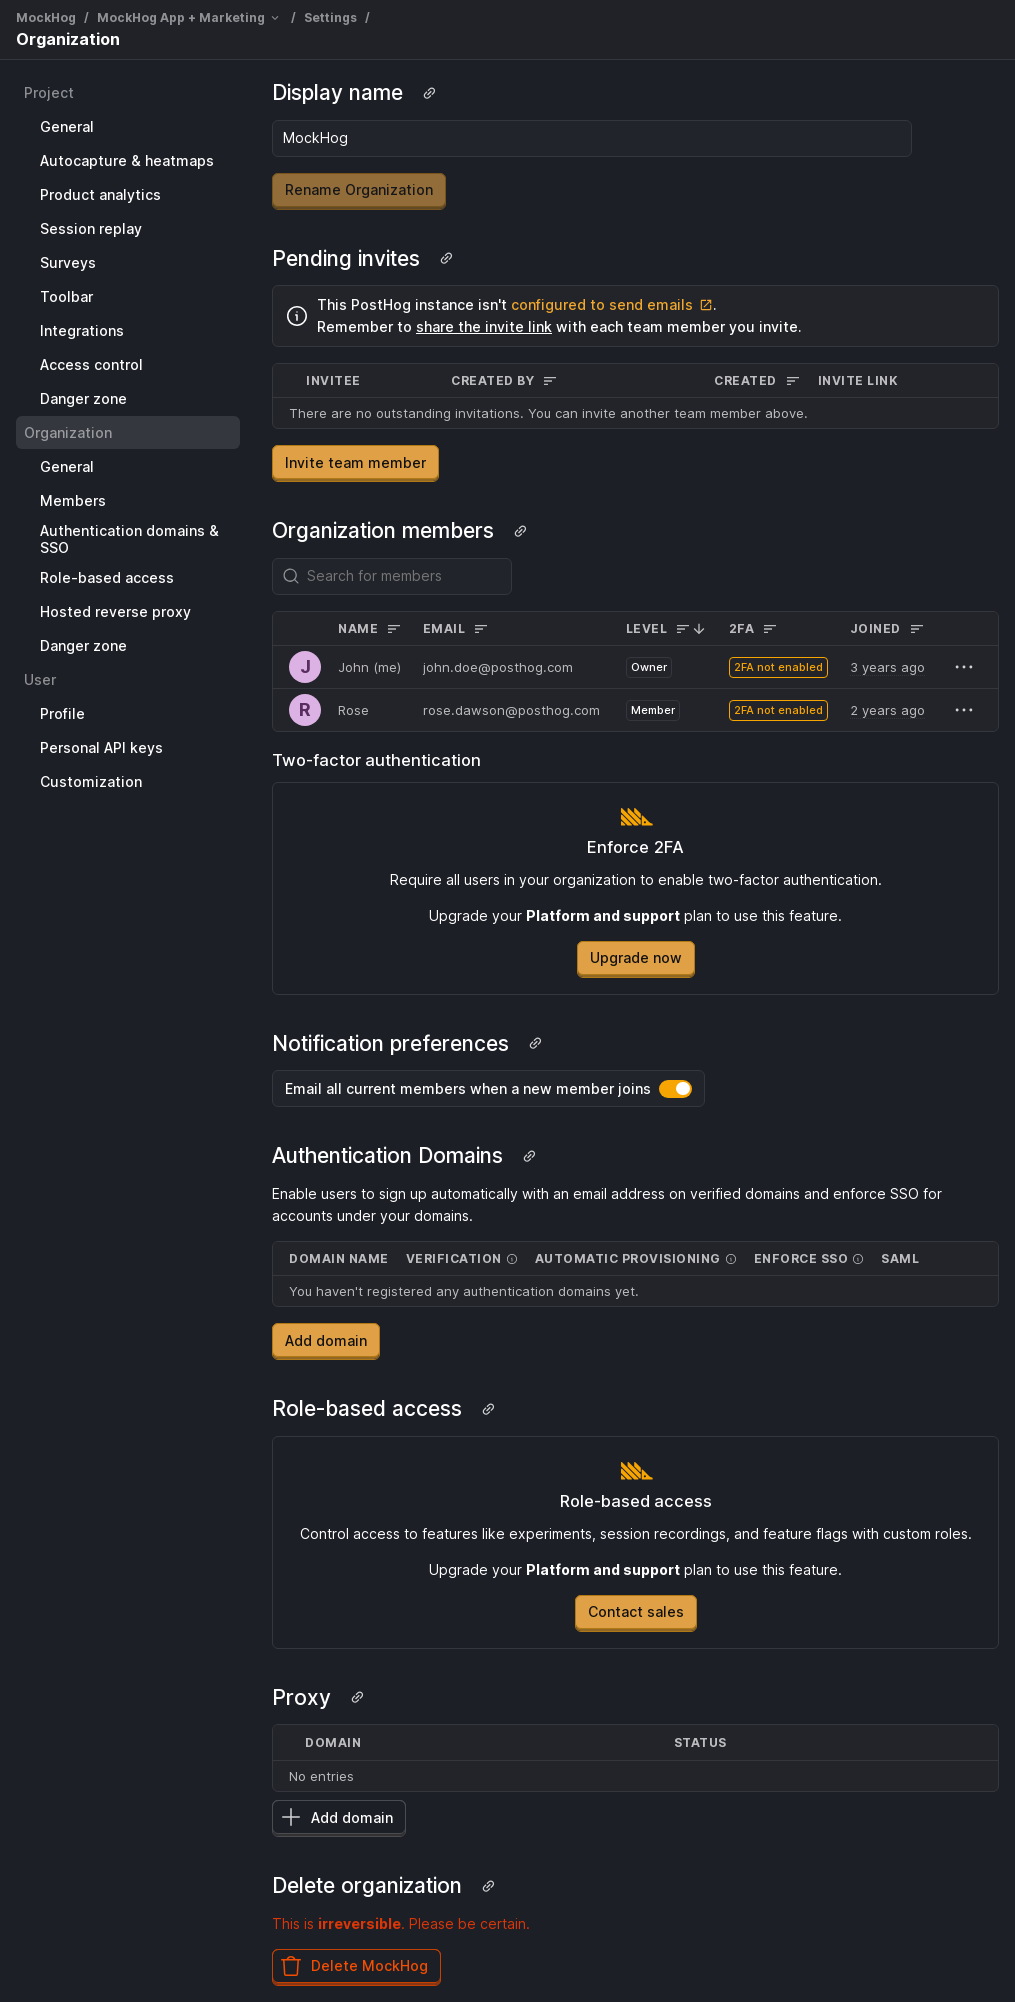 MockHog / MockHog App + Marketing / Settings /
Organization
Project
General
Autocapture & heatmaps
Product analytics
Session replay
Surveys
Toolbar
Integrations
Access control
Danger zone
Organization
General
Members
Authentication domains &
SSO
Role-based access
Hosted reverse proxy
Danger zone
User
Profile
Personal API keys
Customization
Display name
MockHog
Rename Organization
Pending invites
This PostHog instance isn't configured to send emails .
Remember to share the invite link with each team member you invite.
INVITEE CREATED BY CREATED INVITE LINK
There are no outstanding invitations. You can invite another team member above.
Invite team member
Organization members
Search for members
NAME EMAIL LEVEL 2FA JOINED
J John (me) john.doe@posthog.com Owner 2FA not enabled 3 years ago
R Rose rose.dawson@posthog.com Member 2FA not enabled 2 years ago
Two-factor authentication
Enforce 2FA
Require all users in your organization to enable two-factor authentication.
Upgrade your Platform and support plan to use this feature.
Upgrade now
Notification preferences
Email all current members when a new member joins
Authentication Domains
Enable users to sign up automatically with an email address on verified domains and enforce SSO for
accounts under your domains.
DOMAIN NAME VERIFICATION AUTOMATIC PROVISIONING ENFORCE SSO SAML
You haven't registered any authentication domains yet.
Add domain
Role-based access
Role-based access
Control access to features like experiments, session recordings, and feature flags with custom roles.
Upgrade your Platform and support plan to use this feature.
Contact sales
Proxy
DOMAIN STATUS
No entries
Add domain
Delete organization
This is irreversible. Please be certain.
Delete MockHog